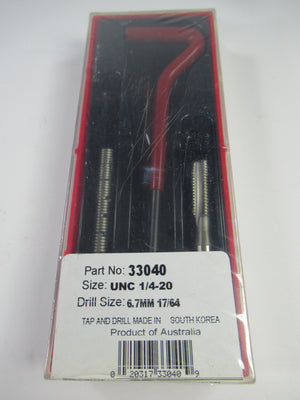 Part No: 33040
Size: UNC 1/4-20
Drill Size: 6.7MM 17/64
TAP AND DRILL MADE IN SOUTH KOREA
Product of Australia
0 20317 33040 9